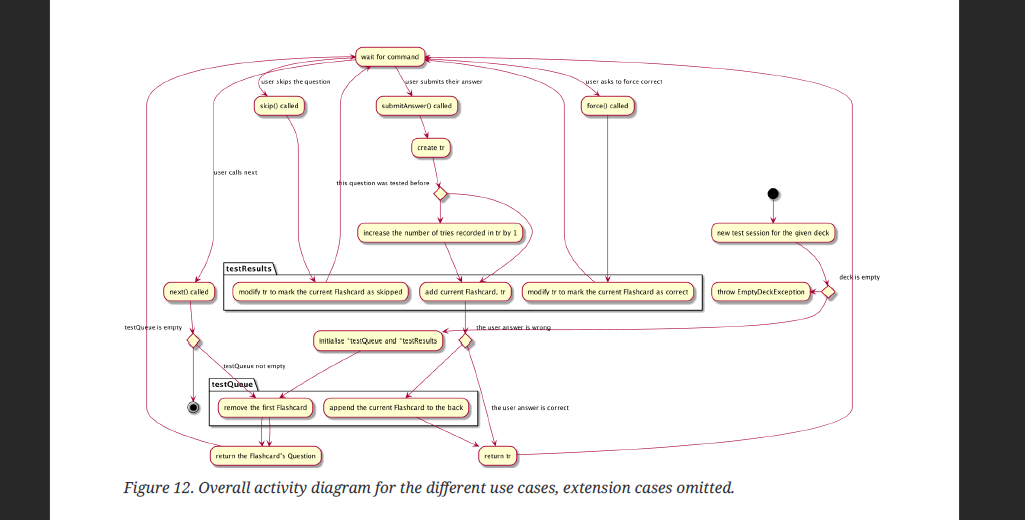 wait for command
user skips the question
user submits their answer
user asks to force correct
skip() called
submitAnswer() called
force() called
create tr
user calls next
this question was tested before
increase the number of tries recorded in tr by 1
new test session for the given deck
testResults
deck is empty
next() called
modify tr to mark the current Flashcard as skipped
add current Flashcard, tr
modify tr to mark the current Flashcard as correct
throw EmptyDeckException
testQueue is empty
the user answer is wrong
initialise "testQueue and "testResults
testQueue not empty
testQueue
remove the first Flashcard
append the current Flashcard to the back
the user answer is correct
return the Flashcard's Question
return tr
Figure 12. Overall activity diagram for the different use cases, extension cases omitted.